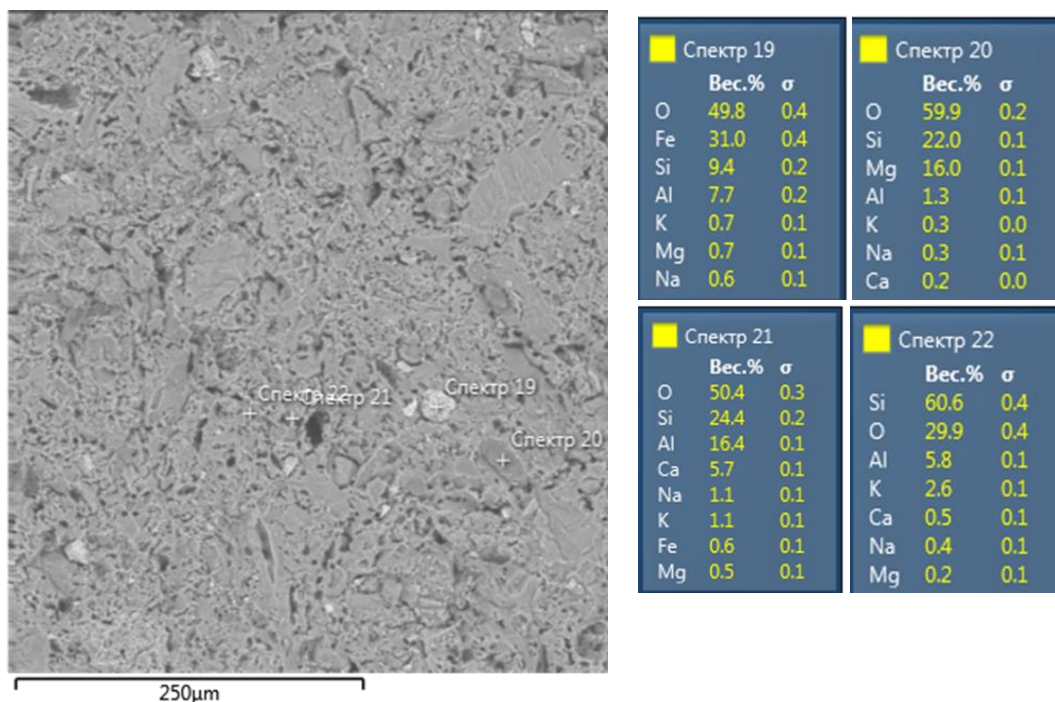 Спектр 22
Спектр 21
Спектр 19
Спектр 20
250µm
Спектр 19
Вес.% σ
O 49.8 0.4
Fe 31.0 0.4
Si 9.4 0.2
Al 7.7 0.2
K 0.7 0.1
Mg 0.7 0.1
Na 0.6 0.1
Спектр 20
Вес.% σ
O 59.9 0.2
Si 22.0 0.1
Mg 16.0 0.1
Al 1.3 0.1
K 0.3 0.0
Na 0.3 0.1
Ca 0.2 0.0
Спектр 21
Вес.% σ
O 50.4 0.3
Si 24.4 0.2
Al 16.4 0.1
Ca 5.7 0.1
Na 1.1 0.1
K 1.1 0.1
Fe 0.6 0.1
Mg 0.5 0.1
Спектр 22
Вес.% σ
Si 60.6 0.4
O 29.9 0.4
Al 5.8 0.1
K 2.6 0.1
Ca 0.5 0.1
Na 0.4 0.1
Mg 0.2 0.1